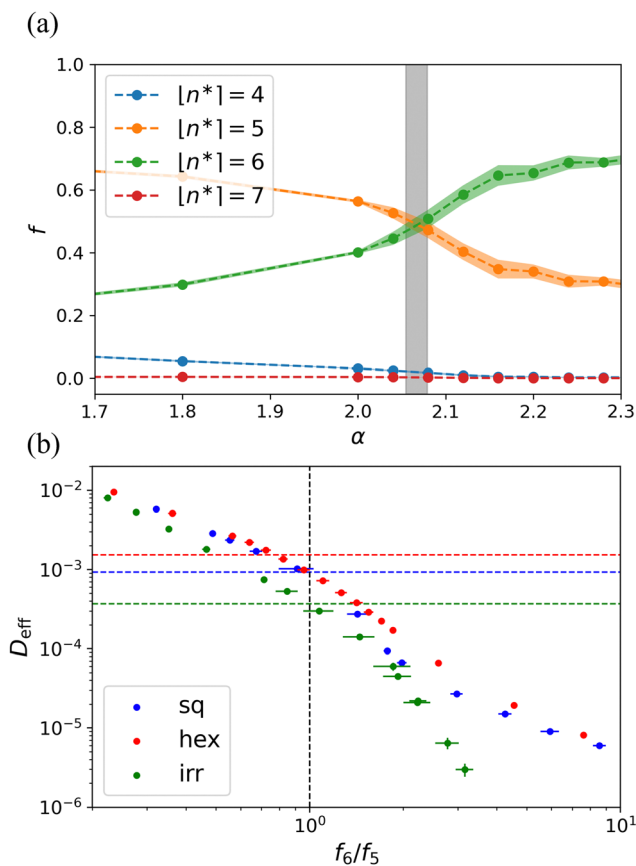 (a)
1.0
0.8
0.6
0.4
0.2
0.0
f
⌊n*⌉ = 4
⌊n*⌉ = 5
⌊n*⌉ = 6
⌊n*⌉ = 7
1.7 1.8 1.9 2.0 2.1 2.2 2.3
α
(b)
10⁻²
10⁻³
10⁻⁴
10⁻⁵
10⁻⁶
D_eff
sq
hex
irr
10⁰ 10¹
f₆/f₅